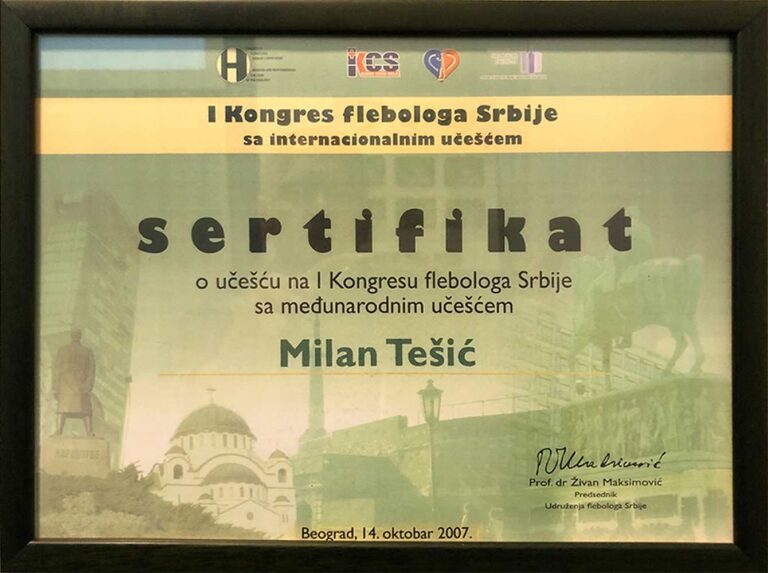 KCS
I Kongres flebologa Srbije
sa internacionalnim učešćem
sertifikat
o učešću na I Kongresu flebologa Srbije
sa međunarodnim učešćem
Milan Tešić
Prof. dr Živan Maksimović
Predsednik
Udruženja flebologa Srbije
Beograd, 14. oktobar 2007.